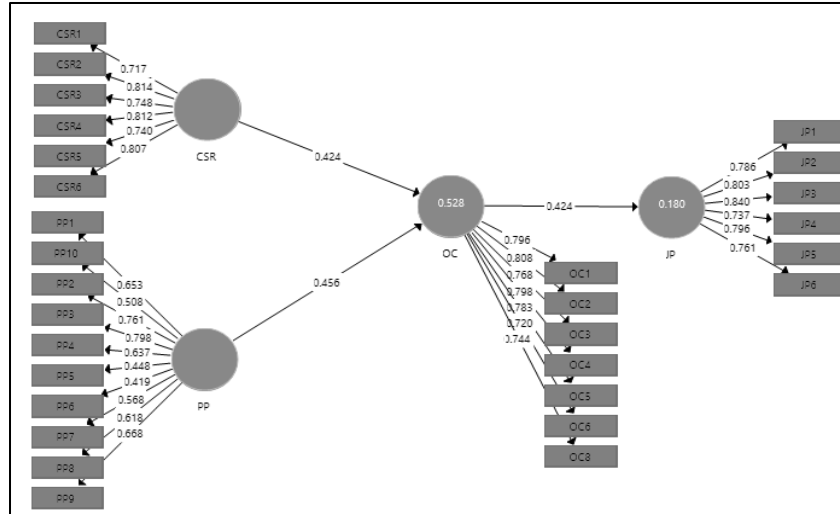 CSR1
CSR2
CSR3
CSR4
CSR5
CSR6
0.717
0.814
0.748
0.812
0.740
0.807
CSR
0.424
PP1
PP10
PP2
PP3
PP4
PP5
PP6
PP7
PP8
PP9
0.653
0.508
0.761
0.798
0.637
0.448
0.419
0.568
0.618
0.668
PP
0.456
0.528
OC
0.424
0.796
0.808
0.768
0.798
0.783
0.720
0.744
OC1
OC2
OC3
OC4
OC5
OC6
OC8
0.180
JP
0.786
0.803
0.840
0.737
0.796
0.761
JP1
JP2
JP3
JP4
JP5
JP6